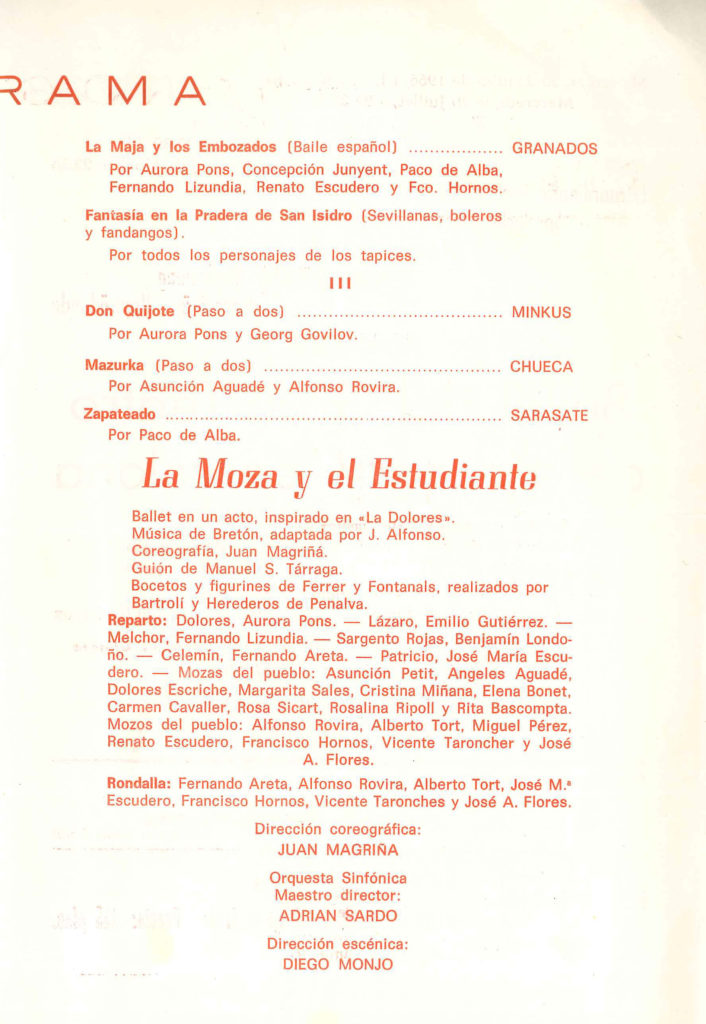 RAMA
La Maja y los Embozados (Baile español) .................. GRANADOS
Por Aurora Pons, Concepción Junyent, Paco de Alba,
Fernando Lizundia, Renato Escudero y Fco. Hornos.
Fantasía en la Pradera de San Isidro (Sevillanas, boleros
y fandangos).
Por todos los personajes de los tapices.
III
Don Quijote (Paso a dos) ....................................... MINKUS
Por Aurora Pons y Georg Govilov.
Mazurka (Paso a dos) ............................................. CHUECA
Por Asunción Aguadé y Alfonso Rovira.
Zapateado ................................................................ SARASATE
Por Paco de Alba.
La Moza y el Estudiante
Ballet en un acto, inspirado en «La Dolores».
Música de Bretón, adaptada por J. Alfonso.
Coreografía, Juan Magriñá.
Guión de Manuel S. Tárraga.
Bocetos y figurines de Ferrer y Fontanals, realizados por
Bartrolí y Herederos de Penalva.
Reparto: Dolores, Aurora Pons. — Lázaro, Emilio Gutiérrez. —
Melchor, Fernando Lizundia. — Sargento Rojas, Benjamín Londo-
ño. — Celemín, Fernando Areta. — Patricio, José María Escu-
dero. — Mozas del pueblo: Asunción Petit, Angeles Aguadé,
Dolores Escriche, Margarita Sales, Cristina Miñana, Elena Bonet,
Carmen Cavaller, Rosa Sicart, Rosalina Ripoll y Rita Bascompta.
Mozos del pueblo: Alfonso Rovira, Alberto Tort, Miguel Pérez,
Renato Escudero, Francisco Hornos, Vicente Taroncher y José
A. Flores.
Rondalla: Fernando Areta, Alfonso Rovira, Alberto Tort, José M.ª
Escudero, Francisco Hornos, Vicente Taronches y José A. Flores.
Dirección coreográfica:
JUAN MAGRIÑA
Orquesta Sinfónica
Maestro director:
ADRIAN SARDO
Dirección escénica:
DIEGO MONJO